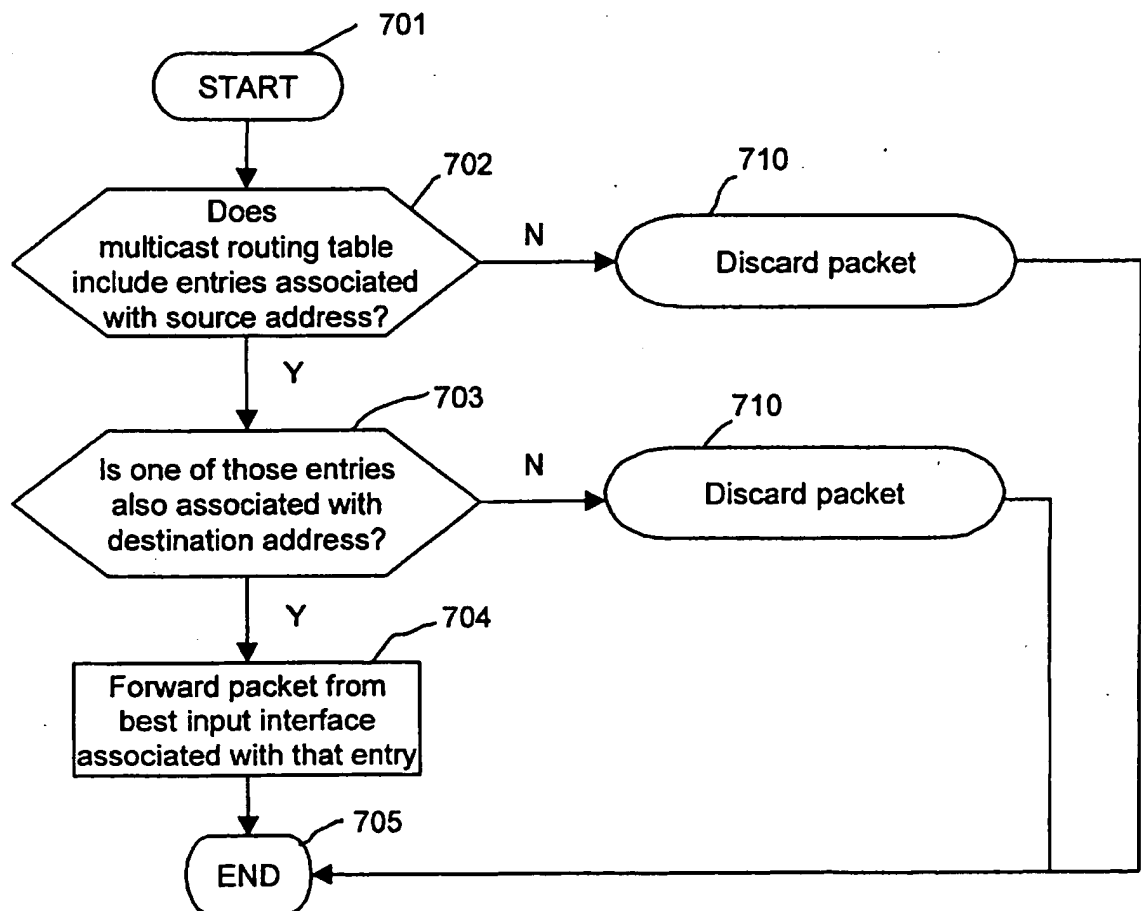 701
START
702
Does
multicast routing table
include entries associated
with source address?
N
710
Discard packet
Y
703
Is one of those entries
also associated with
destination address?
N
710
Discard packet
Y
704
Forward packet from
best input interface
associated with that entry
705
END